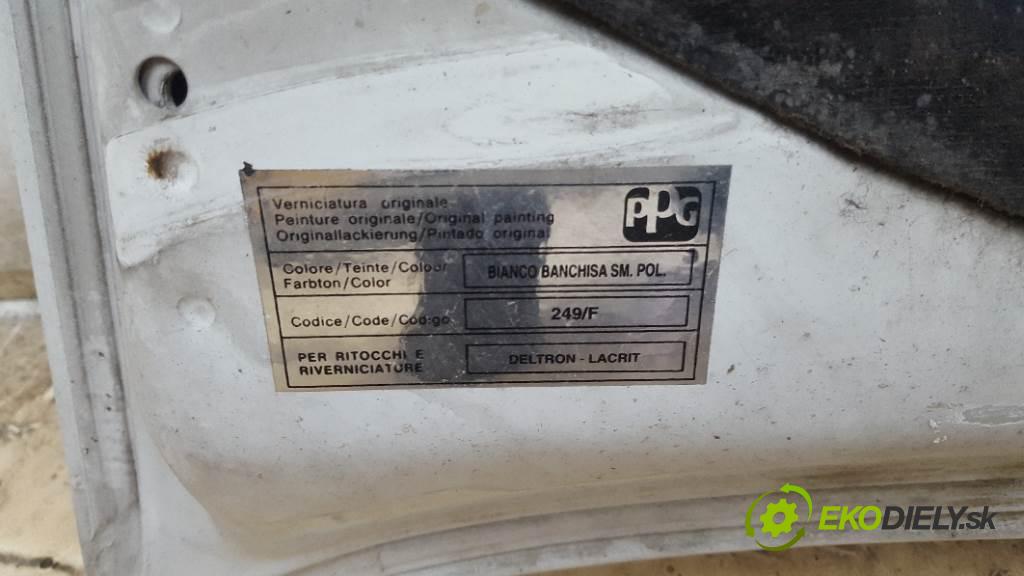 Verniciatura originale
Peinture originale/Original painting
Originallackierung/Pintado original
PPG
Colore/Teinte/Colour
Farbton/Color
BIANCO BANCHISA SM. POL.
Codice/Code/Codigo
249/F
PER RITOCCHI E
RIVERNICIATURE
DELTRON - LACRIT
EKODIELY.sk